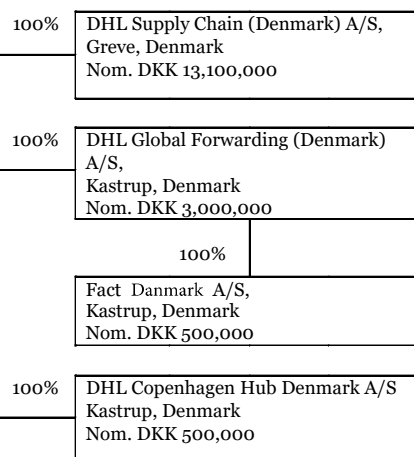 100%
DHL Supply Chain (Denmark) A/S,
Greve, Denmark
Nom. DKK 13,100,000
100%
DHL Global Forwarding (Denmark)
A/S,
Kastrup, Denmark
Nom. DKK 3,000,000
100%
Fact Danmark A/S,
Kastrup, Denmark
Nom. DKK 500,000
100%
DHL Copenhagen Hub Denmark A/S
Kastrup, Denmark
Nom. DKK 500,000